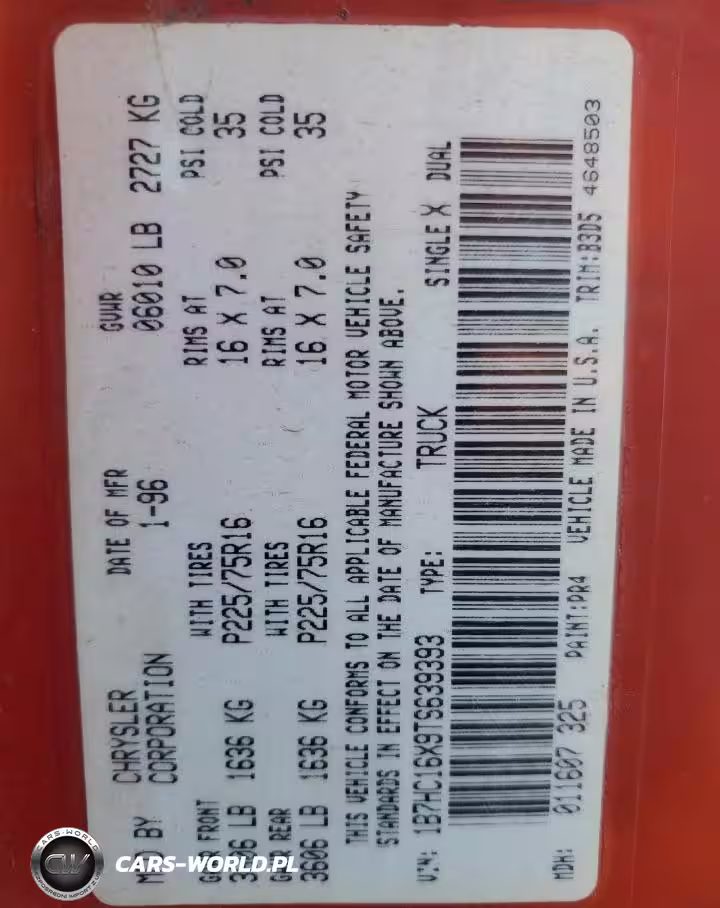 MFD BY CHRYSLER CORPORATION
DATE OF MFR 1-96
GVWR 06010 LB 2727 KG
GAWR FRONT WITH TIRES RIMS AT PSI COLD
3606 LB 1636 KG P225/75R16 16 X 7.0 35
GAWR REAR WITH TIRES RIMS AT PSI COLD
3606 LB 1636 KG P225/75R16 16 X 7.0 35
THIS VEHICLE CONFORMS TO ALL APPLICABLE FEDERAL MOTOR VEHICLE SAFETY
STANDARDS IN EFFECT ON THE DATE OF MANUFACTURE SHOWN ABOVE.
VIN: 1B7HC16X9TS639393 TYPE: TRUCK SINGLE X DUAL
MDH: 011607 325 PAINT:PR4 VEHICLE MADE IN U.S.A. TRIM:B3D5
4648503
CARS-WORLD
CW
CARS-WORLD.PL